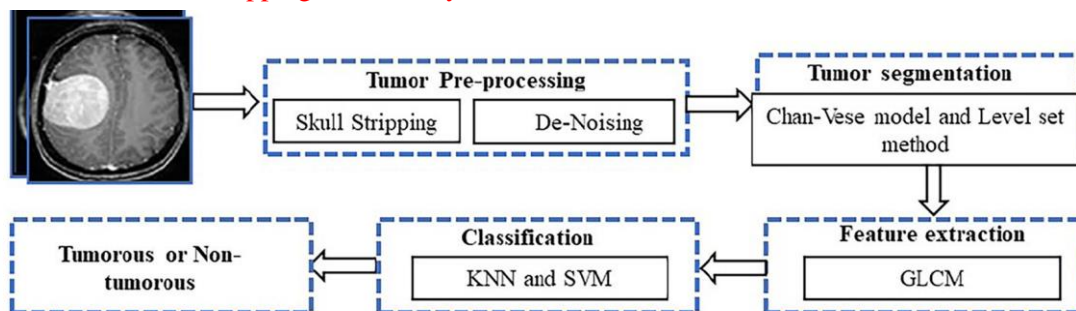 Tumor Pre-processing
Skull Stripping
De-Noising
Tumor segmentation
Chan-Vese model and Level set
method
Feature extraction
GLCM
Classification
KNN and SVM
Tumorous or Non-
tumorous